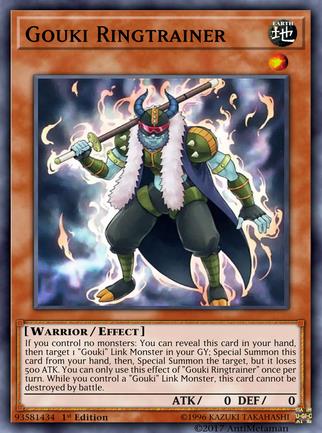 GOUKI RINGTRAINER
EARTH
地
[WARRIOR / EFFECT]
If you control no monsters: You can reveal this card in your hand,
then target 1 "Gouki" Link Monster in your GY; Special Summon
this card from your hand, then, Special Summon the target, but it loses
500 ATK. You can only use this effect of "Gouki Ringtrainer" once per
turn. While you control a "Gouki" Link Monster, this card cannot
be destroyed by battle.
ATK/ 0 DEF/ 0
93581434 1st Edition ©1996 KAZUKI TAKAHASHI
©2017 AntiMetaman